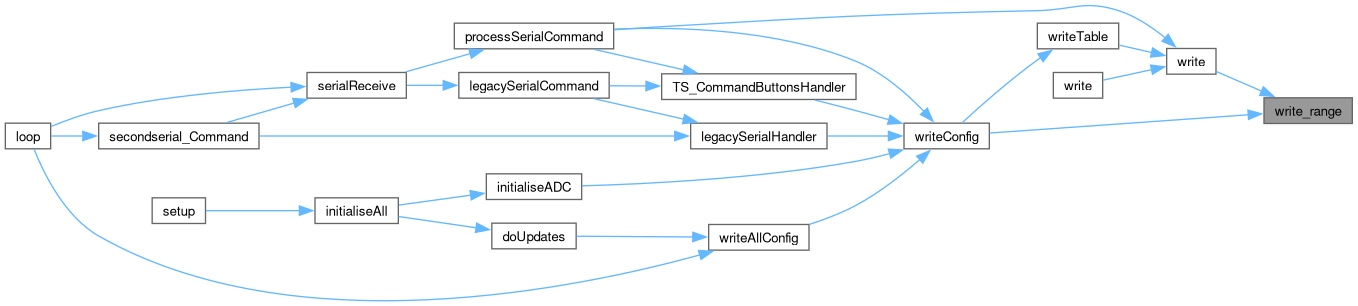 processSerialCommand
writeTable
write
serialReceive
legacySerialCommand
TS_CommandButtonsHandler
write
write_range
loop
secondserial_Command
legacySerialHandler
writeConfig
initialiseADC
setup
initialiseAll
doUpdates
writeAllConfig